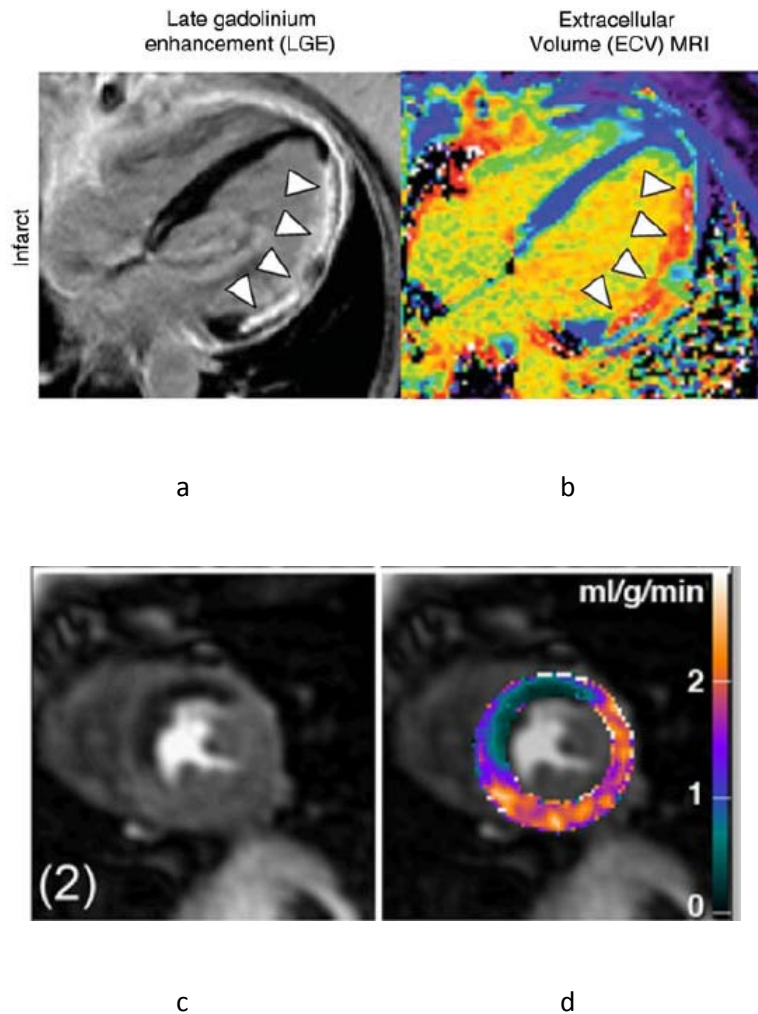 Late gadolinium
enhancement (LGE)
Extracellular
Volume (ECV) MRI
Infarct
a
b
ml/g/min
2
1
0
(2)
c
d